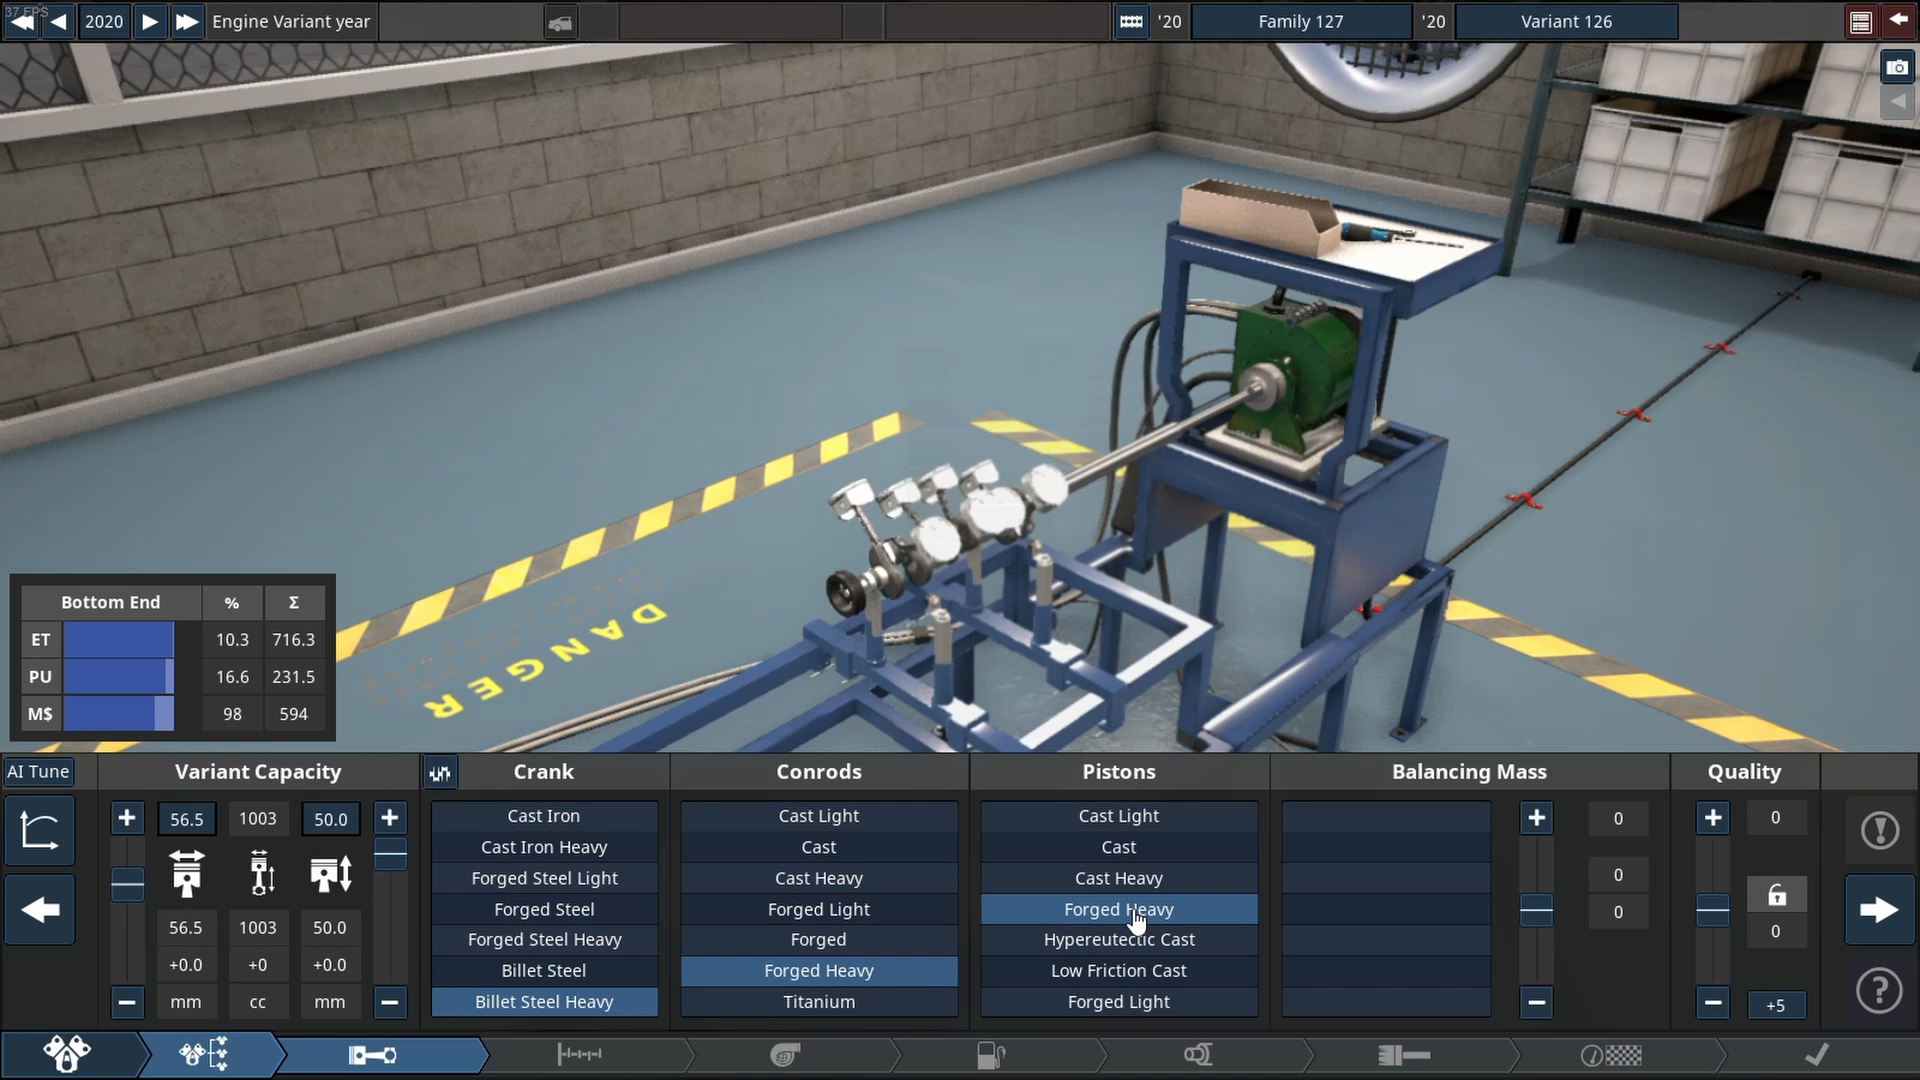 37 FPS
2020
Engine Variant year
'20
Family 127
'20
Variant 126
DANGER
Bottom End % Σ
ET 10.3 716.3
PU 16.6 231.5
M$ 98 594
AI Tune
Variant Capacity
56.5 1003 50.0
56.5 1003 50.0
+0.0 +0 +0.0
mm cc mm
Crank
Cast Iron
Cast Iron Heavy
Forged Steel Light
Forged Steel
Forged Steel Heavy
Billet Steel
Billet Steel Heavy
Conrods
Cast Light
Cast
Cast Heavy
Forged Light
Forged
Forged Heavy
Titanium
Pistons
Cast Light
Cast
Cast Heavy
Forged Heavy
Hypereutectic Cast
Low Friction Cast
Forged Light
Balancing Mass
0
0
0
Quality
0
0
+5